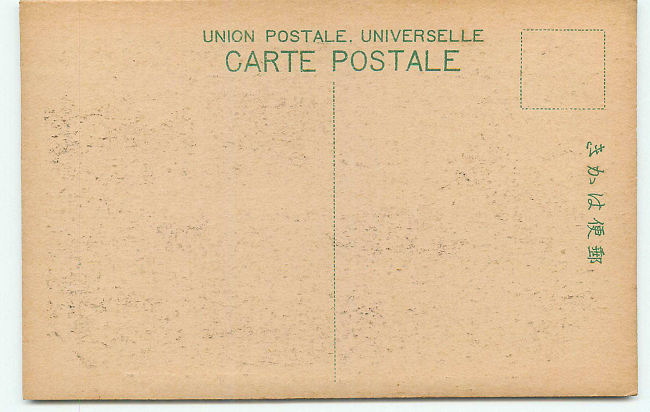 UNION POSTALE. UNIVERSELLE
CARTE POSTALE
郵便はかき